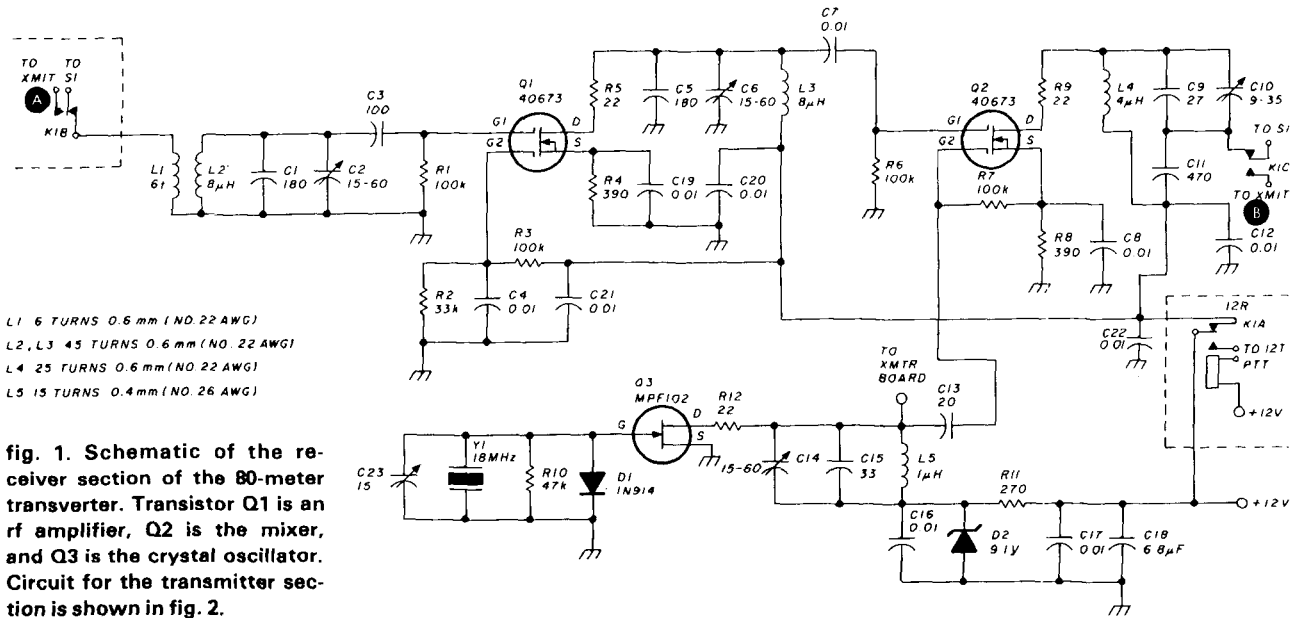 TO XMIT
TO S1
A
K1B
L1
6t
L2
8µH
C1
180
C2
15-60
C3
100
R1
100k
Q1
40673
G1
G2
D
S
R5
22
C5
180
C6
15-60
L3
8µH
C7
0.01
R4
390
C19
0.01
C20
0.01
R3
100k
R2
33k
C4
0.01
C21
0.01
R6
100k
Q2
40673
G1
G2
D
S
R7
100k
R8
390
C8
0.01
R9
22
L4
4µH
C9
27
C10
9-35
C11
470
TO S1
K1C
TO XMIT
B
C12
0.01
12R
K1A
TO 12T
PTT
+12V
C22
0.01
L1 6 TURNS 0.6 mm (NO. 22 AWG)
L2, L3 45 TURNS 0.6 mm (NO. 22 AWG)
L4 25 TURNS 0.6 mm (NO. 22 AWG)
L5 15 TURNS 0.4 mm (NO. 26 AWG)
TO
XMTR
BOARD
C13
20
Q3
MPF102
G
D
S
R12
22
C23
15
Y1
18MHz
R10
47k
D1
1N914
15-60
C14
C15
33
L5
1µH
R11
270
C16
0.01
D2
9.1V
C17
0.01
C18
6.8µF
+12V
fig. 1. Schematic of the re-
ceiver section of the 80-meter
transverter. Transistor Q1 is an
rf amplifier, Q2 is the mixer,
and Q3 is the crystal oscillator.
Circuit for the transmitter sec-
tion is shown in fig. 2.